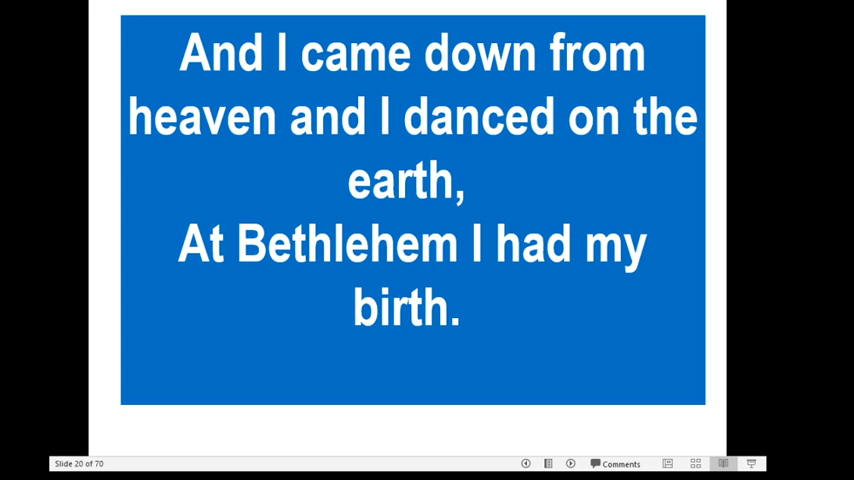 And I came down from
heaven and I danced on the
earth,
At Bethlehem I had my
birth.
Slide 20 of 70
Comments